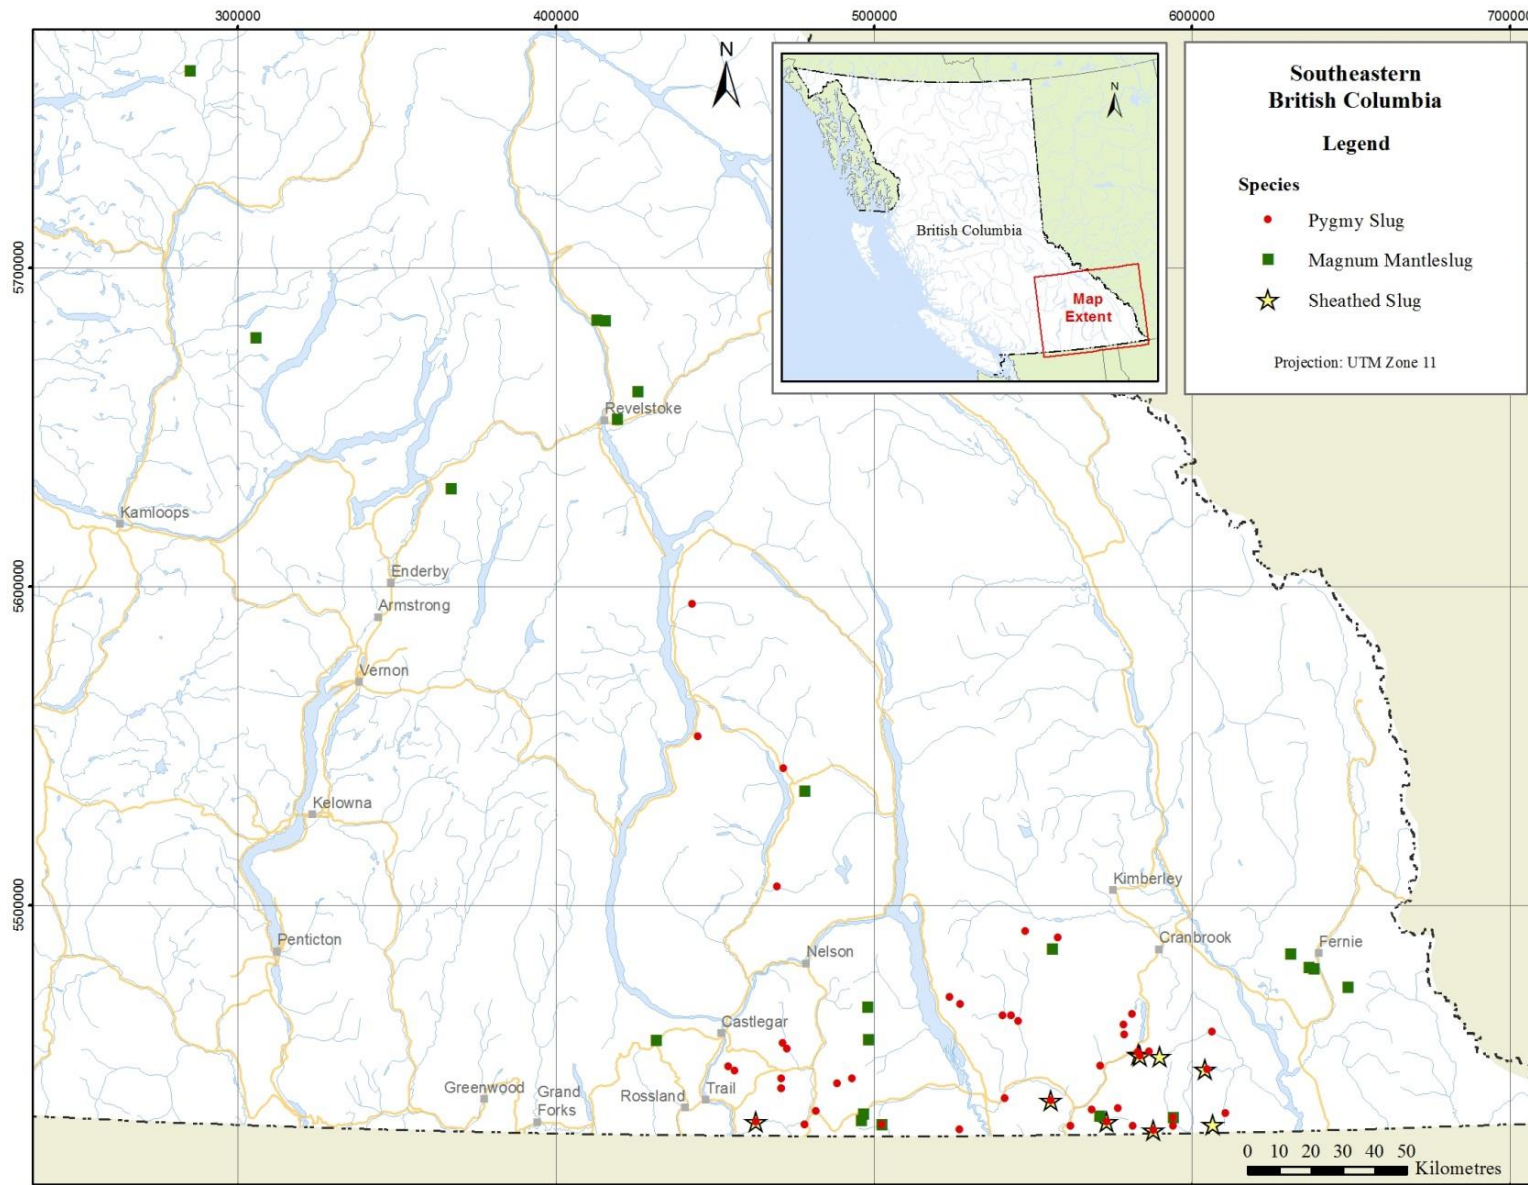 300000
400000
500000
600000
700000
N
Southeastern
British Columbia
Legend
Species
Pygmy Slug
Magnum Mantleslug
Sheathed Slug
Projection: UTM Zone 11
N
British Columbia
Map
Extent
5700000
Revelstoke
Kamloops
Enderby
5600000
Armstrong
Vernon
Kelowna
Kimberley
5500000
Penticton
Nelson
Cranbrook
Fernie
Castlegar
Greenwood
Grand
Forks
Rossland
Trail
0 10 20 30 40 50
Kilometres